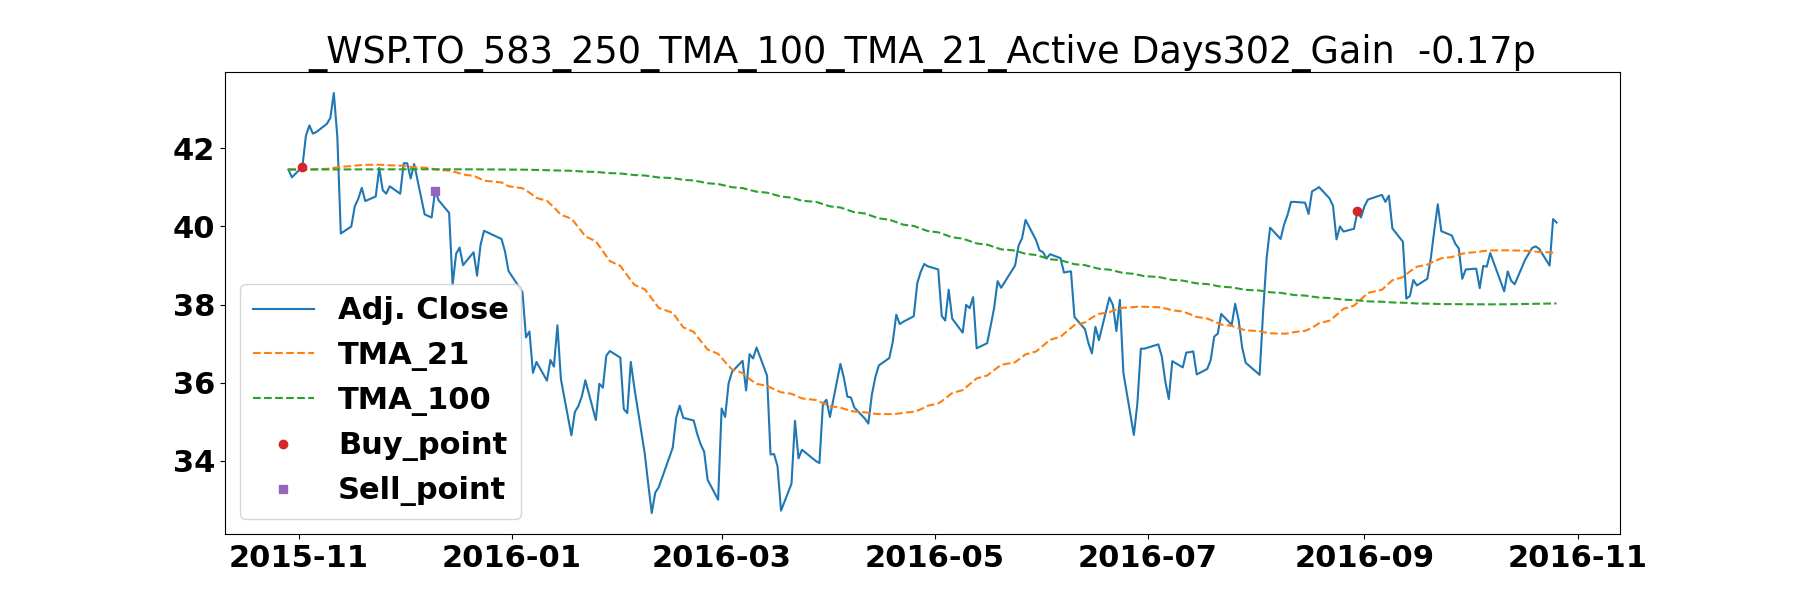 _WSP.TO_583_250_TMA_100_TMA_21_Active Days302_Gain  -0.17p
42
40
38
36
34
Adj. Close
TMA_21
TMA_100
Buy_point
Sell_point
2015-11
2016-01
2016-03
2016-05
2016-07
2016-09
2016-11